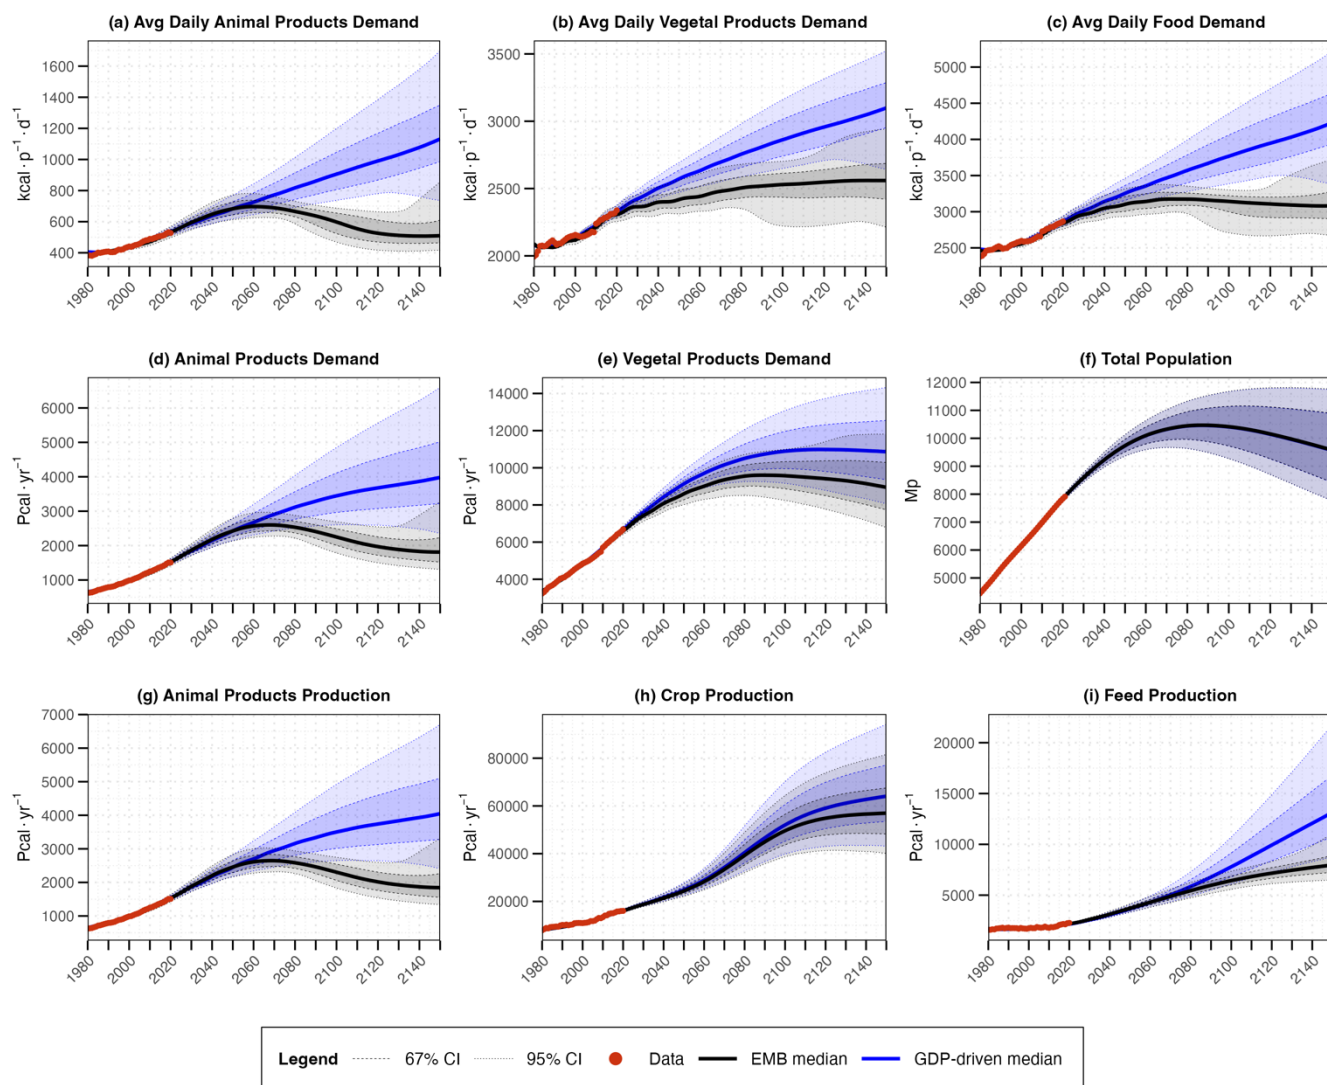 (a) Avg Daily Animal Products Demand
(b) Avg Daily Vegetal Products Demand
(c) Avg Daily Food Demand
kcal · p⁻¹ · d⁻¹
1600
1400
1200
1000
800
600
400
1980 2000 2020 2040 2060 2080 2100 2120 2140
kcal · p⁻¹ · d⁻¹
3500
3000
2500
2000
1980 2000 2020 2040 2060 2080 2100 2120 2140
kcal · p⁻¹ · d⁻¹
5000
4500
4000
3500
3000
2500
1980 2000 2020 2040 2060 2080 2100 2120 2140
(d) Animal Products Demand
(e) Vegetal Products Demand
(f) Total Population
Pcal · yr⁻¹
6000
5000
4000
3000
2000
1000
1980 2000 2020 2040 2060 2080 2100 2120 2140
Pcal · yr⁻¹
14000
12000
10000
8000
6000
4000
1980 2000 2020 2040 2060 2080 2100 2120 2140
Mp
12000
11000
10000
9000
8000
7000
6000
5000
1980 2000 2020 2040 2060 2080 2100 2120 2140
(g) Animal Products Production
(h) Crop Production
(i) Feed Production
Pcal · yr⁻¹
7000
6000
5000
4000
3000
2000
1000
1980 2000 2020 2040 2060 2080 2100 2120 2140
Pcal · yr⁻¹
80000
60000
40000
20000
1980 2000 2020 2040 2060 2080 2100 2120 2140
Pcal · yr⁻¹
20000
15000
10000
5000
1980 2000 2020 2040 2060 2080 2100 2120 2140
Legend 67% CI 95% CI Data EMB median GDP-driven median